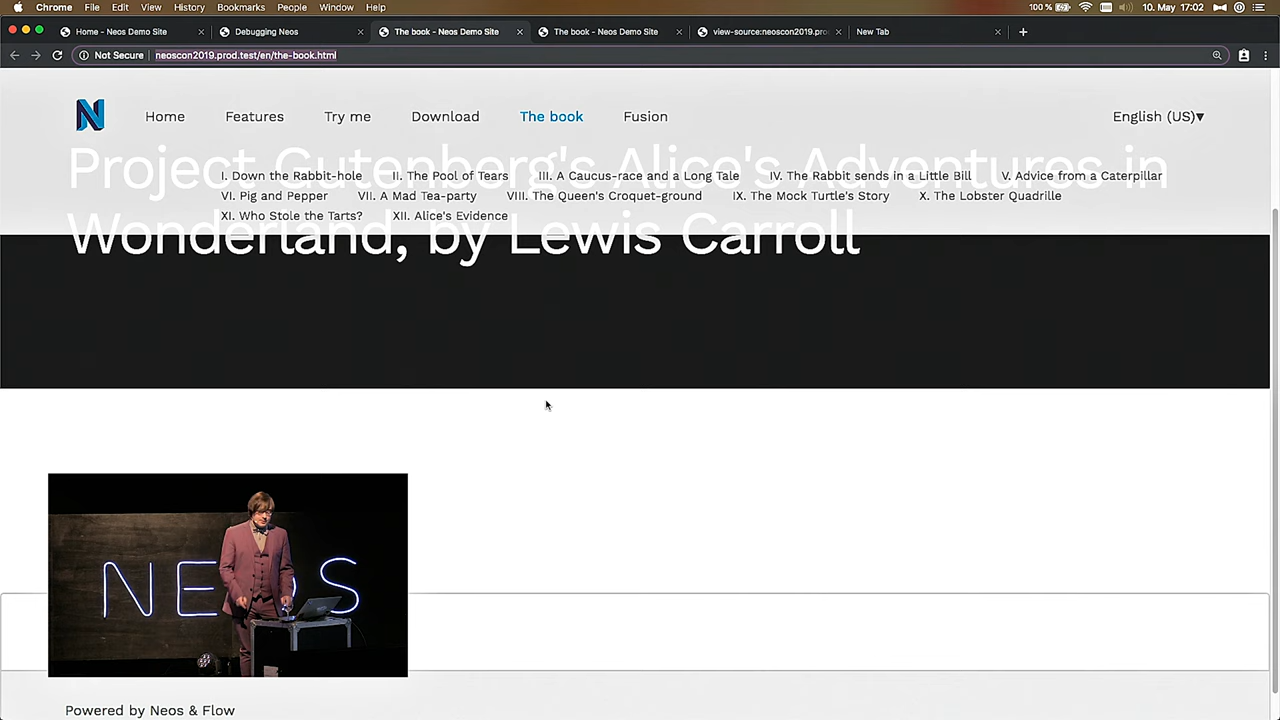 Chrome File Edit View History Bookmarks People Window Help 100 % 10. May 17:02
Home - Neos Demo Site Debugging Neos The book - Neos Demo Site The book - Neos Demo Site view-source:neoscon2019.pro New Tab
Not Secure neoscon2019.prod.test/en/the-book.html
N Home Features Try me Download The book Fusion English (US)▾
Project Gutenberg's Alice's Adventures in
I. Down the Rabbit-hole II. The Pool of Tears III. A Caucus-race and a Long Tale IV. The Rabbit sends in a Little Bill V. Advice from a Caterpillar
VI. Pig and Pepper VII. A Mad Tea-party VIII. The Queen's Croquet-ground IX. The Mock Turtle's Story X. The Lobster Quadrille
XI. Who Stole the Tarts? XII. Alice's Evidence
Wonderland, by Lewis Carroll
NEOS
Powered by Neos & Flow